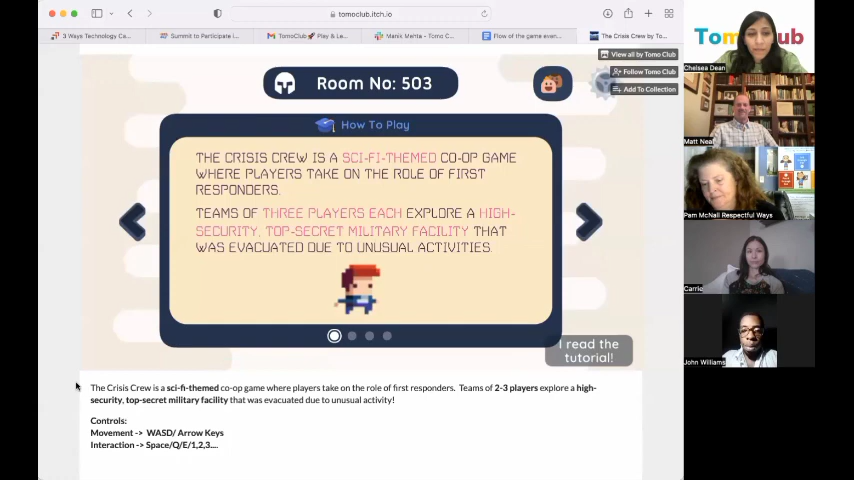 tomoclub.itch.io
3 Ways Technology Ca...
Summit to Participate i...
TomoClub 🚀 Play & Le...
Manik Mehta - Tomo C...
Flow of the game even...
The Crisis Crew by To...
View all by Tomo Club
Follow Tomo Club
Add To Collection
Room No: 503
How To Play
THE CRISIS CREW IS A SCI-FI-THEMED CO-OP GAME
WHERE PLAYERS TAKE ON THE ROLE OF FIRST
RESPONDERS.
TEAMS OF THREE PLAYERS EACH EXPLORE A HIGH-
SECURITY, TOP-SECRET MILITARY FACILITY THAT
WAS EVACUATED DUE TO UNUSUAL ACTIVITIES.
I read the
tutorial!
The Crisis Crew is a sci-fi-themed co-op game where players take on the role of first responders. Teams of 2-3 players explore a high-
security, top-secret military facility that was evacuated due to unusual activity!
Controls:
Movement -> WASD/ Arrow Keys
Interaction -> Space/Q/E/1,2,3....
Chelsea Dean
Matt Neal
Pam McNall Respectful Ways
Carrie
John Williams